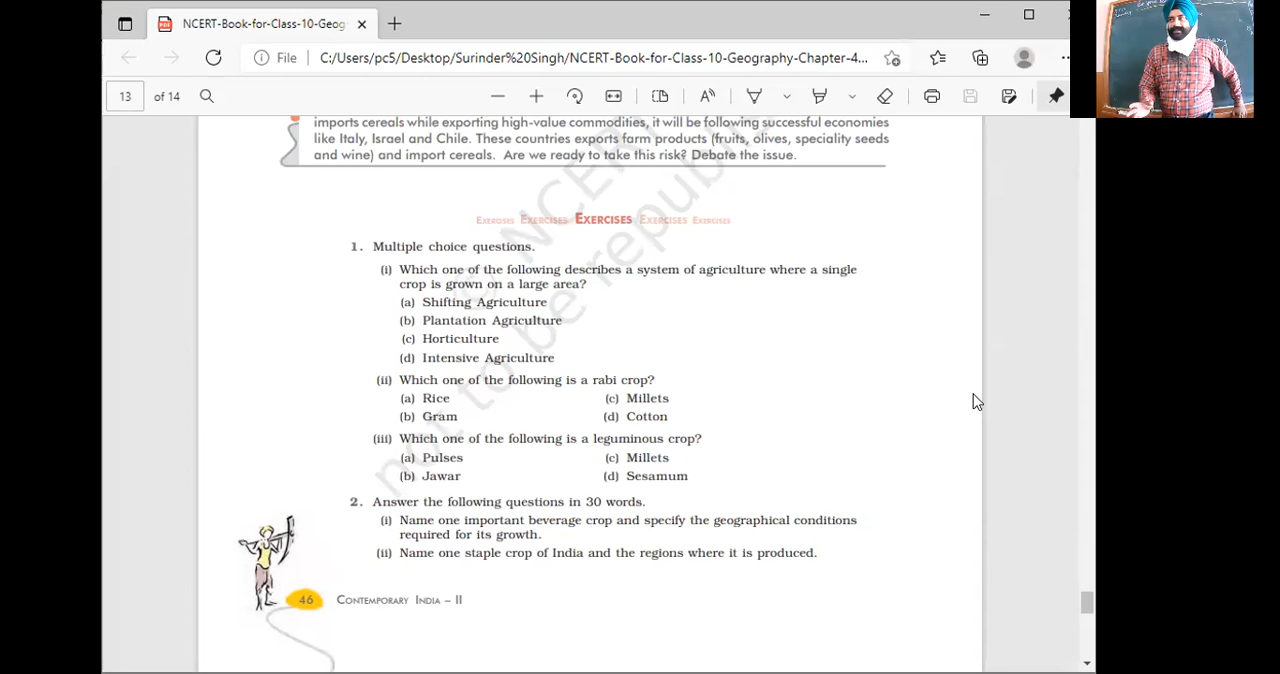 NCERT-Book-for-Class-10-Geog
File C:/Users/pc5/Desktop/Surinder%20Singh/NCERT-Book-for-Class-10-Geography-Chapter-4...
13 of 14
imports cereals while exporting high-value commodities, it will be following successful economies
like Italy, Israel and Chile. These countries exports farm products (fruits, olives, speciality seeds
and wine) and import cereals. Are we ready to take this risk? Debate the issue.
EXERCISES EXERCISES EXERCISES EXERCISES EXERCISES
1. Multiple choice questions.
(i) Which one of the following describes a system of agriculture where a single
crop is grown on a large area?
(a) Shifting Agriculture
(b) Plantation Agriculture
(c) Horticulture
(d) Intensive Agriculture
(ii) Which one of the following is a rabi crop?
(a) Rice (c) Millets
(b) Gram (d) Cotton
(iii) Which one of the following is a leguminous crop?
(a) Pulses (c) Millets
(b) Jawar (d) Sesamum
2. Answer the following questions in 30 words.
(i) Name one important beverage crop and specify the geographical conditions
required for its growth.
(ii) Name one staple crop of India and the regions where it is produced.
46 CONTEMPORARY INDIA – II
© NCERT
not to be republi